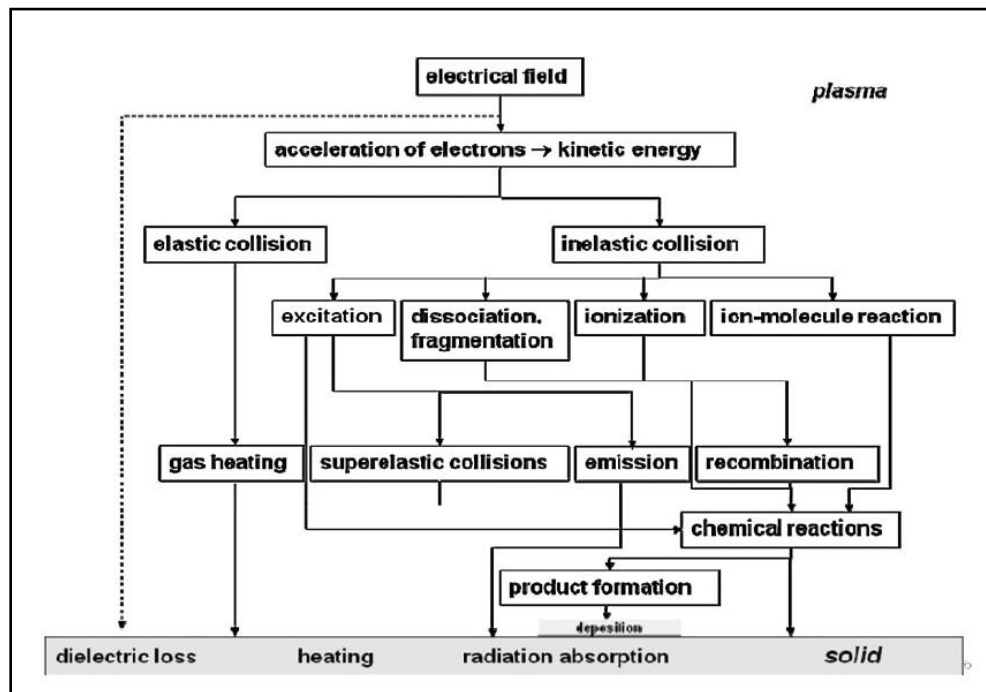 electrical field
plasma
acceleration of electrons → kinetic energy
elastic collision
inelastic collision
excitation
dissociation,
fragmentation
ionization
ion-molecule reaction
gas heating
superelastic collisions
emission
recombination
chemical reactions
product formation
deposition
dielectric loss
heating
radiation absorption
solid